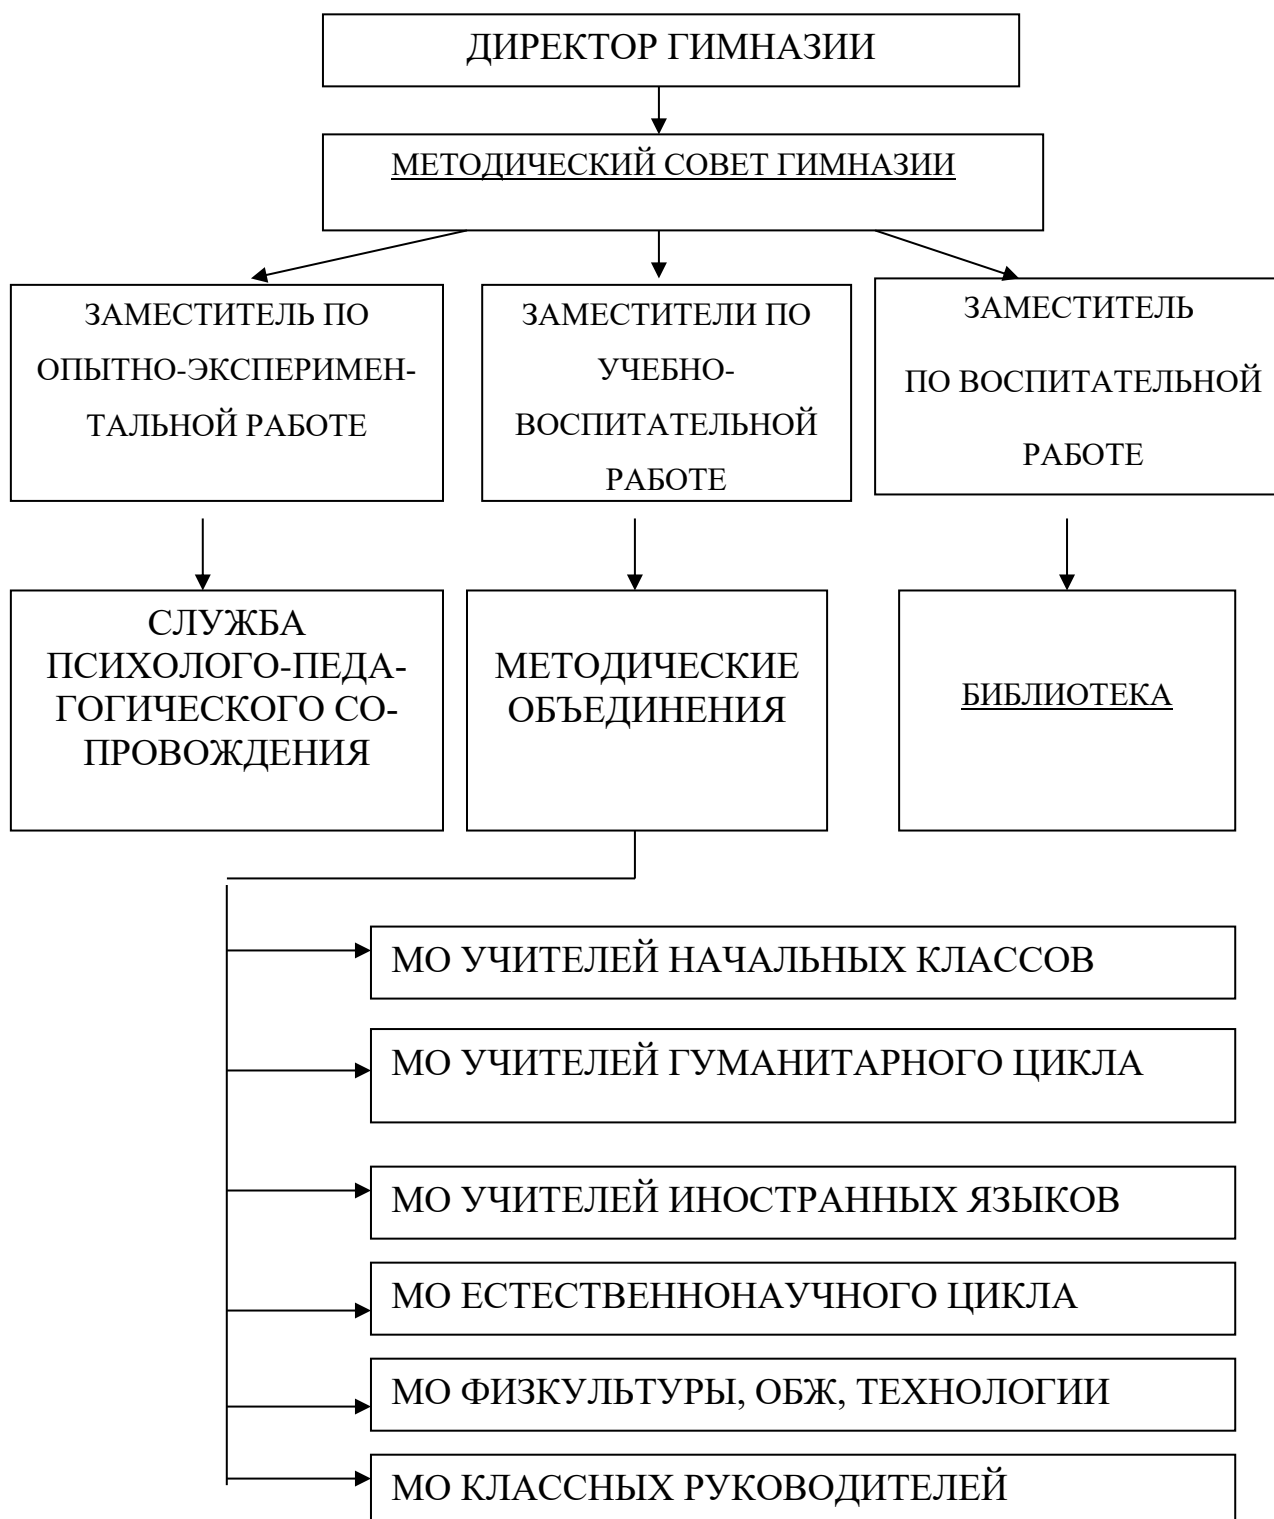 ДИРЕКТОР ГИМНАЗИИ
МЕТОДИЧЕСКИЙ СОВЕТ ГИМНАЗИИ
ЗАМЕСТИТЕЛЬ ПО
ОПЫТНО-ЭКСПЕРИМЕН-
ТАЛЬНОЙ РАБОТЕ
ЗАМЕСТИТЕЛИ ПО
УЧЕБНО-
ВОСПИТАТЕЛЬНОЙ
РАБОТЕ
ЗАМЕСТИТЕЛЬ
ПО ВОСПИТАТЕЛЬНОЙ
РАБОТЕ
СЛУЖБА
ПСИХОЛОГО-ПЕДА-
ГОГИЧЕСКОГО СО-
ПРОВОЖДЕНИЯ
МЕТОДИЧЕСКИЕ
ОБЪЕДИНЕНИЯ
БИБЛИОТЕКА
МО УЧИТЕЛЕЙ НАЧАЛЬНЫХ КЛАССОВ
МО УЧИТЕЛЕЙ ГУМАНИТАРНОГО ЦИКЛА
МО УЧИТЕЛЕЙ ИНОСТРАННЫХ ЯЗЫКОВ
МО ЕСТЕСТВЕННОНАУЧНОГО ЦИКЛА
МО ФИЗКУЛЬТУРЫ, ОБЖ, ТЕХНОЛОГИИ
МО КЛАССНЫХ РУКОВОДИТЕЛЕЙ